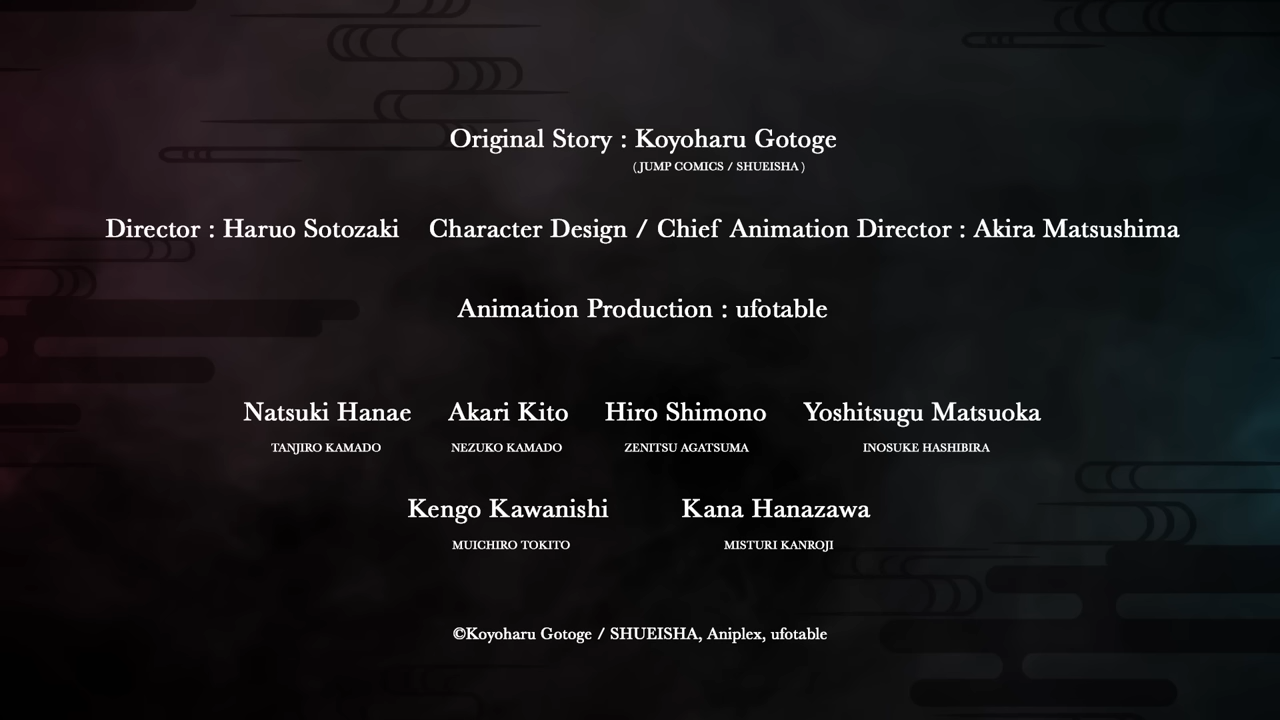 Original Story : Koyoharu Gotoge
( JUMP COMICS / SHUEISHA )
Director : Haruo Sotozaki Character Design / Chief Animation Director : Akira Matsushima
Animation Production : ufotable
Natsuki Hanae Akari Kito Hiro Shimono Yoshitsugu Matsuoka
TANJIRO KAMADO NEZUKO KAMADO ZENITSU AGATSUMA INOSUKE HASHIBIRA
Kengo Kawanishi Kana Hanazawa
MUICHIRO TOKITO MISTURI KANROJI
©Koyoharu Gotoge / SHUEISHA, Aniplex, ufotable